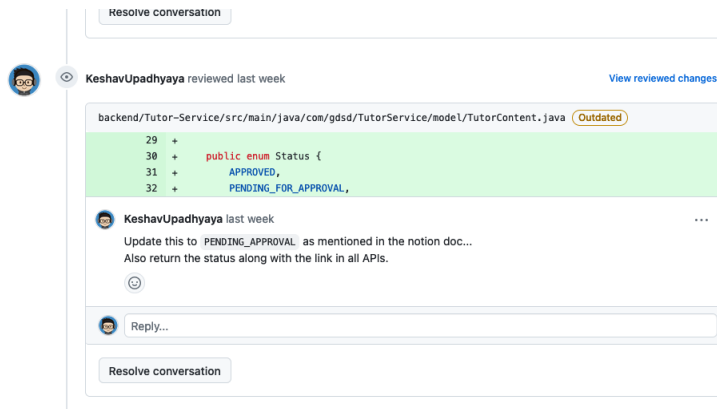 Resolve conversation
KeshavUpadhyaya reviewed last week
View reviewed changes
backend/Tutor-Service/src/main/java/com/gdsd/TutorService/model/TutorContent.java Outdated
29 +
30 + public enum Status {
31 + APPROVED,
32 + PENDING_FOR_APPROVAL,
KeshavUpadhyaya last week
Update this to PENDING_APPROVAL as mentioned in the notion doc...
Also return the status along with the link in all APIs.
Reply...
Resolve conversation